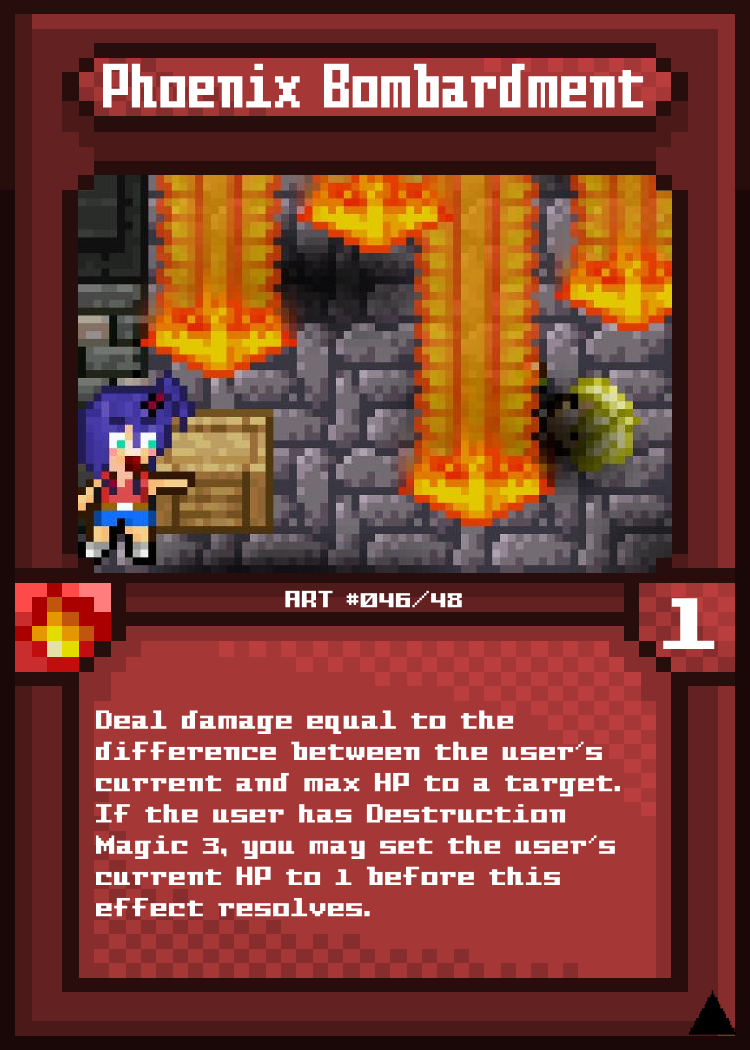 Phoenix Bombardment
ART #046/48
1
Deal damage equal to the
difference between the user's
current and max HP to a target.
If the user has Destruction
Magic 3, you may set the user's
current HP to 1 before this
effect resolves.